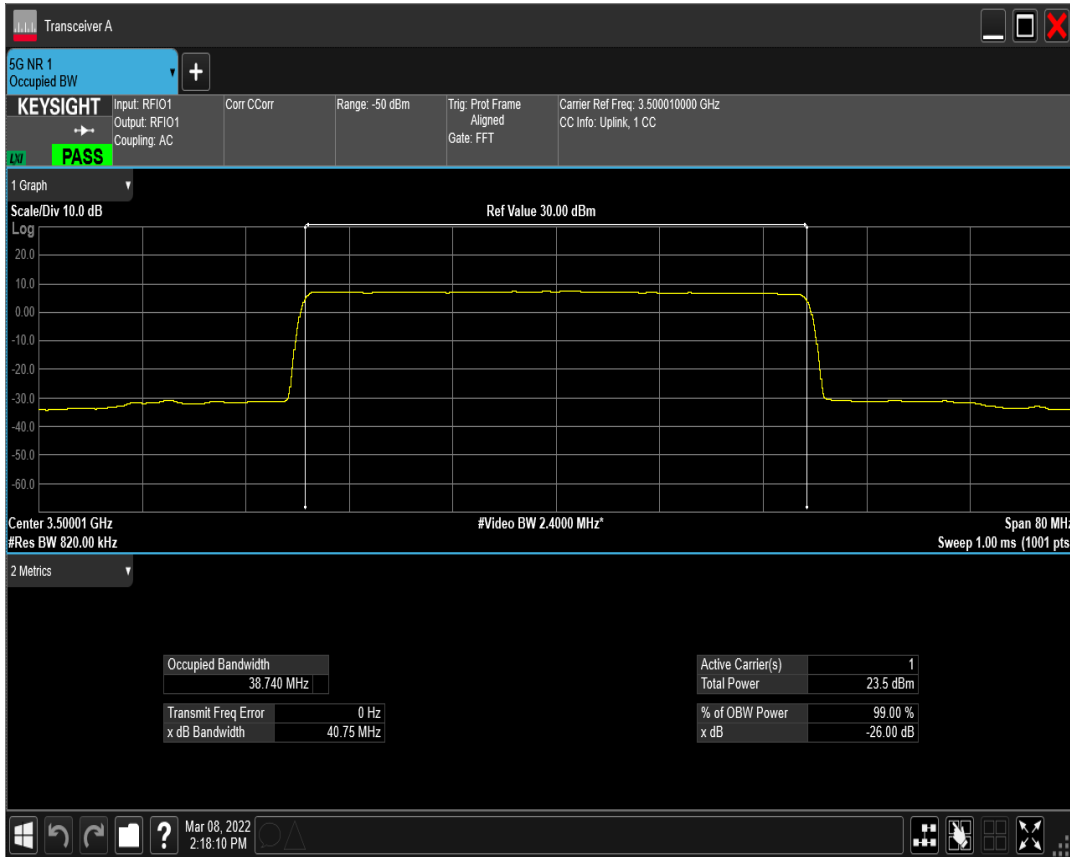 Transceiver A
5G NR 1
Occupied BW
KEYSIGHT
LXI
PASS
Input: RFIO1
Output: RFIO1
Coupling: AC
Corr CCorr
Range: -50 dBm
Trig: Prot Frame
Aligned
Gate: FFT
Carrier Ref Freq: 3.500010000 GHz
CC Info: Uplink, 1 CC
1 Graph
Scale/Div 10.0 dB
Ref Value 30.00 dBm
Log
20.0
10.0
0.00
-10.0
-20.0
-30.0
-40.0
-50.0
-60.0
Center 3.50001 GHz
#Video BW 2.4000 MHz*
Span 80 MHz
#Res BW 820.00 kHz
Sweep 1.00 ms (1001 pts
2 Metrics
Occupied Bandwidth
38.740 MHz
Transmit Freq Error 0 Hz
x dB Bandwidth 40.75 MHz
Active Carrier(s) 1
Total Power 23.5 dBm
% of OBW Power 99.00 %
x dB -26.00 dB
?
Mar 08, 2022
2:18:10 PM